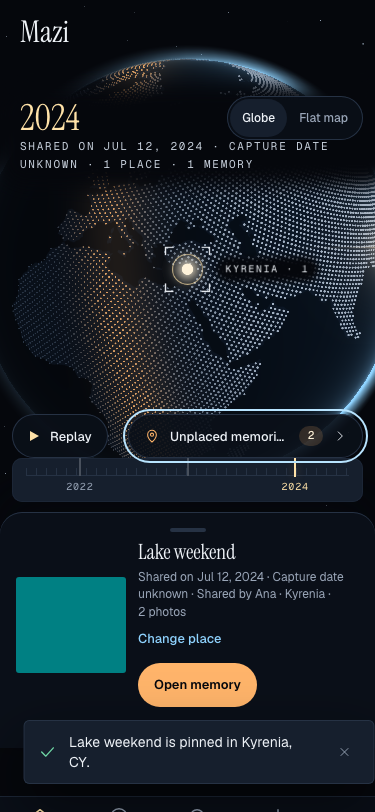 Mazi
2024
Globe
Flat map
SHARED ON JUL 12, 2024 · CAPTURE DATE
UNKNOWN · 1 PLACE · 1 MEMORY
KYRENIA · 1
Replay
Unplaced memori...
2
2022
2024
Lake weekend
Shared on Jul 12, 2024 · Capture date
unknown · Shared by Ana · Kyrenia ·
2 photos
Change place
Open memory
Lake weekend is pinned in Kyrenia,
CY.